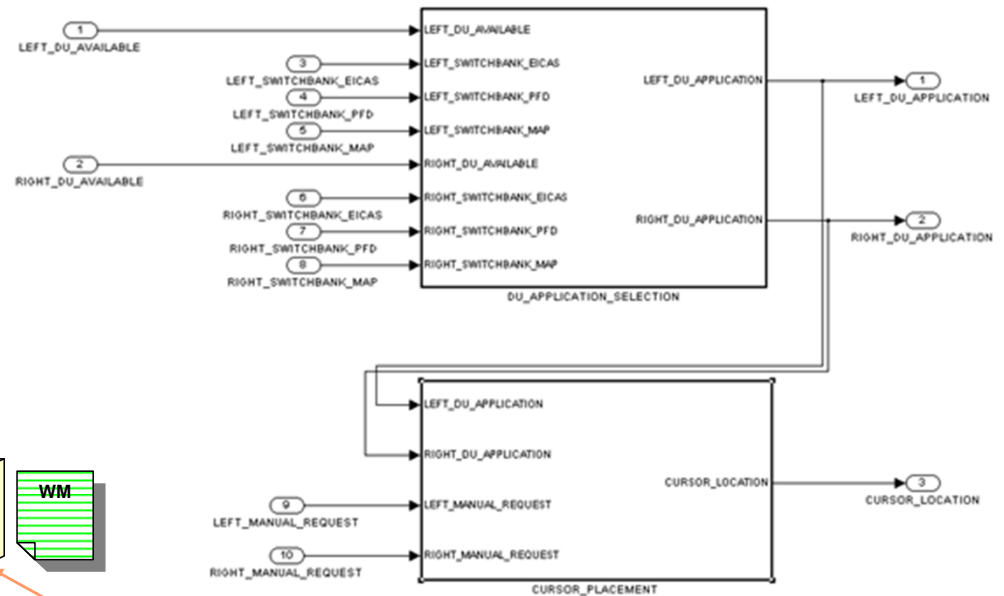 1
LEFT_DU_AVAILABLE
LEFT_DU_AVAILABLE
3
LEFT_SWITCHBANK_EICAS
LEFT_SWITCHBANK_EICAS
4
LEFT_SWITCHBANK_PFD
LEFT_SWITCHBANK_PFD
5
LEFT_SWITCHBANK_MAP
LEFT_SWITCHBANK_MAP
2
RIGHT_DU_AVAILABLE
RIGHT_DU_AVAILABLE
6
RIGHT_SWITCHBANK_EICAS
RIGHT_SWITCHBANK_EICAS
7
RIGHT_SWITCHBANK_PFD
RIGHT_SWITCHBANK_PFD
8
RIGHT_SWITCHBANK_MAP
RIGHT_SWITCHBANK_MAP
LEFT_DU_APPLICATION
1
LEFT_DU_APPLICATION
RIGHT_DU_APPLICATION
2
RIGHT_DU_APPLICATION
DU_APPLICATION_SELECTION
LEFT_DU_APPLICATION
RIGHT_DU_APPLICATION
9
LEFT_MANUAL_REQUEST
LEFT_MANUAL_REQUEST
10
RIGHT_MANUAL_REQUEST
RIGHT_MANUAL_REQUEST
CURSOR_LOCATION
3
CURSOR_LOCATION
CURSOR_PLACEMENT
WM